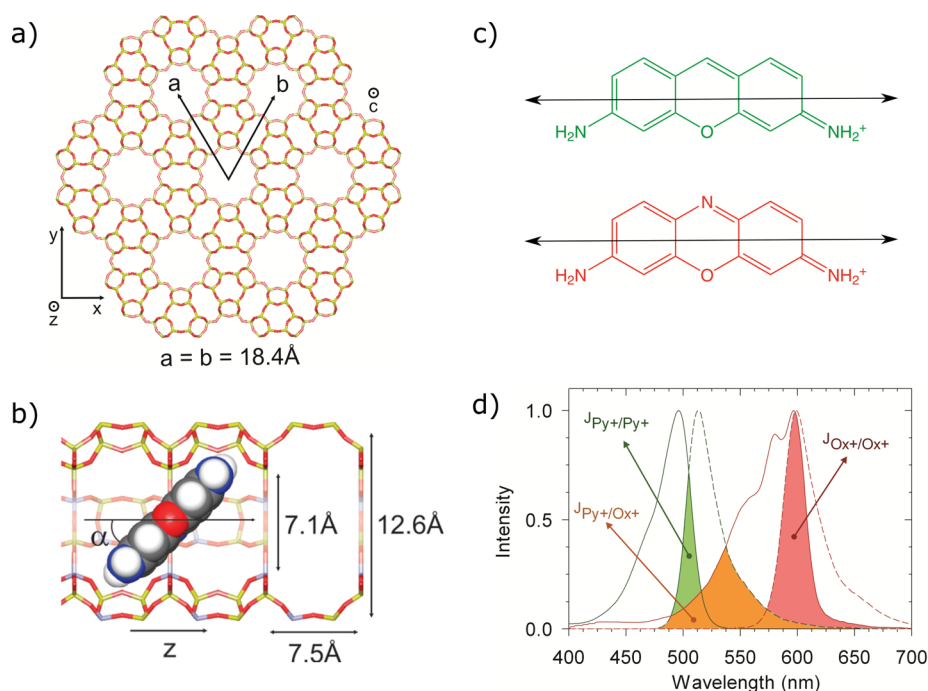 a)
a
b
c
y
z
x
a = b = 18.4Å
b)
α
7.1Å
12.6Å
z
7.5Å
c)
H2N
O
NH2+
N
H2N
O
NH2+
d)
1.0
0.5
0.0
Intensity
JPy+/Py+
JOx+/Ox+
JPy+/Ox+
400
450
500
550
600
650
700
Wavelength (nm)